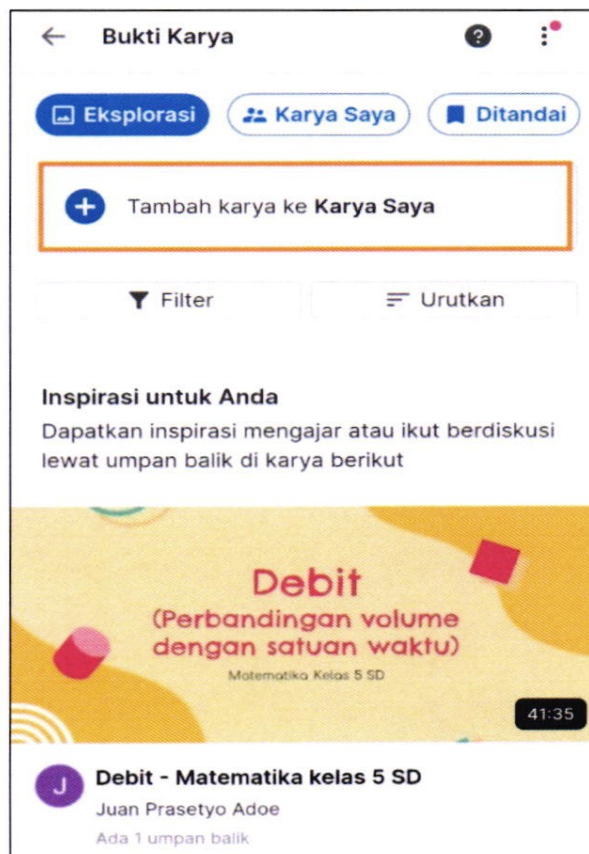 Bukti Karya
Eksplorasi
Karya Saya
Ditandai
Tambah karya ke Karya Saya
Filter
Urutkan
Inspirasi untuk Anda
Dapatkan inspirasi mengajar atau ikut berdiskusi
lewat umpan balik di karya berikut
Debit
(Perbandingan volume
dengan satuan waktu)
Matematika Kelas 5 SD
41:35
J
Debit - Matematika kelas 5 SD
Juan Prasetyo Adoe
Ada 1 umpan balik